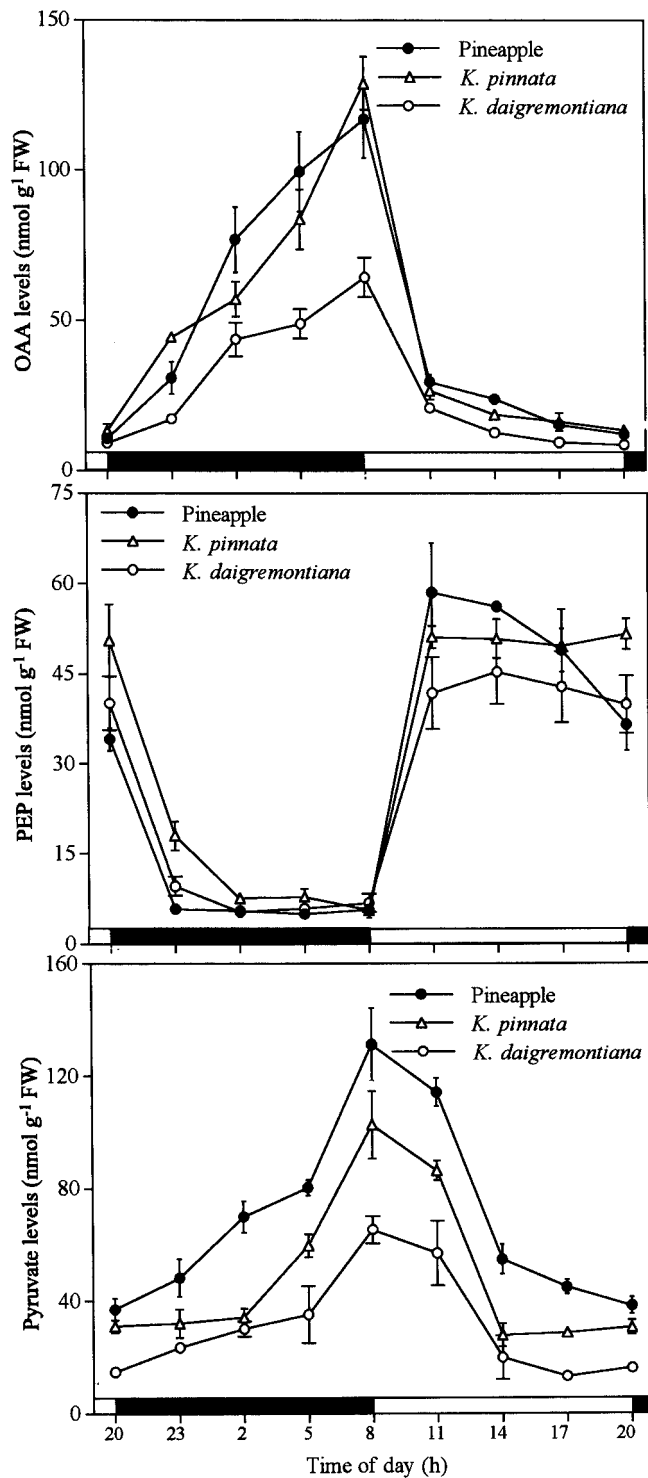 150
Pineapple
K. pinnata
K. daigremontiana
100
50
0
OAA levels (nmol g¹ FW)
75
Pineapple
K. pinnata
K. daigremontiana
60
45
30
15
0
PEP levels (nmol g¹ FW)
160
Pineapple
K. pinnata
K. daigremontiana
120
80
40
0
Pyruvate levels (nmol g⁻¹ FW)
20 23 2 5 8 11 14 17 20
Time of day (h)